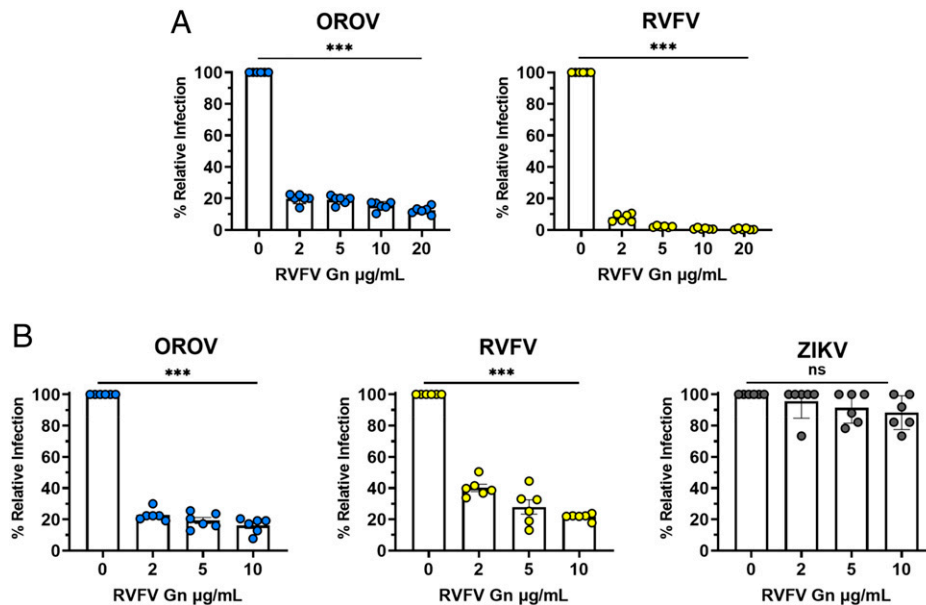 A
OROV
***
% Relative Infection
100
80
60
40
20
0
0 2 5 10 20
RVFV Gn µg/mL
RVFV
***
% Relative Infection
100
80
60
40
20
0
0 2 5 10 20
RVFV Gn µg/mL
B
OROV
***
% Relative Infection
100
80
60
40
20
0
0 2 5 10
RVFV Gn µg/mL
RVFV
***
% Relative Infection
100
80
60
40
20
0
0 2 5 10
RVFV Gn µg/mL
ZIKV
ns
% Relative Infection
100
80
60
40
20
0
0 2 5 10
RVFV Gn µg/mL